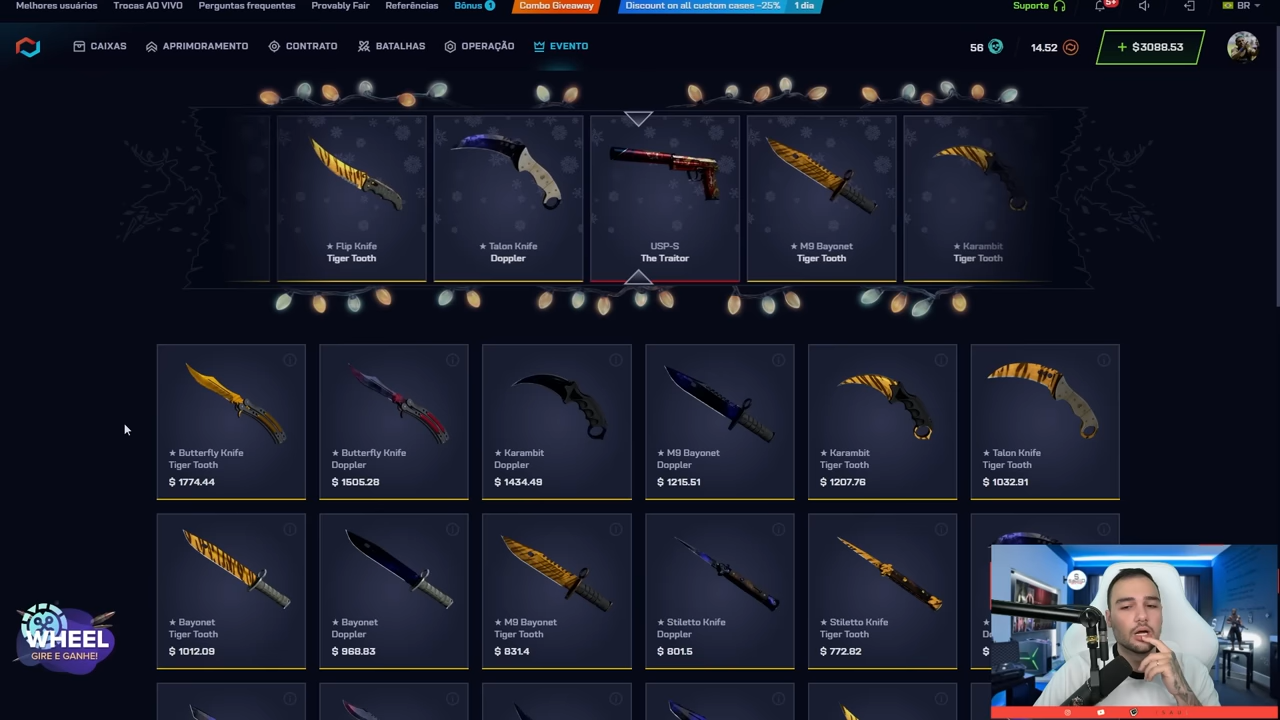 Melhores usuários Trocas AO VIVO Perguntas frequentes Provably Fair Referências Bônus 1 Combo Giveaway Discount on all custom cases -25% 1 dia Suporte 5+ BR
CAIXAS APRIMORAMENTO CONTRATO BATALHAS OPERAÇÃO EVENTO 56 14.52 + $3088.53
★ Flip Knife
Tiger Tooth
★ Talon Knife
Doppler
USP-S
The Traitor
★ M9 Bayonet
Tiger Tooth
★ Karambit
Tiger Tooth
★ Butterfly Knife
Tiger Tooth
$ 1774.44
★ Butterfly Knife
Doppler
$ 1505.28
★ Karambit
Doppler
$ 1434.49
★ M9 Bayonet
Doppler
$ 1215.51
★ Karambit
Tiger Tooth
$ 1207.76
★ Talon Knife
Tiger Tooth
$ 1032.91
★ Bayonet
Tiger Tooth
$ 1012.09
★ Bayonet
Doppler
$ 968.83
★ M9 Bayonet
Tiger Tooth
$ 831.4
★ Stiletto Knife
Doppler
$ 801.5
★ Stiletto Knife
Tiger Tooth
$ 772.82
WHEEL
GIRE E GANHE!